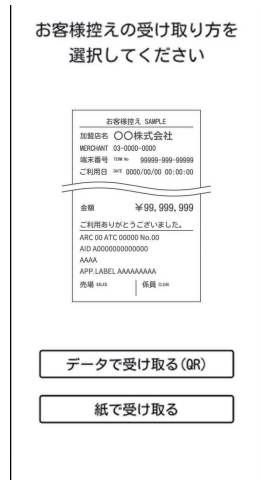 お客様控えの受け取り方を
選択してください
お客様控え SAMPLE
加盟店名 〇〇株式会社
MERCHANT 03-0000-0000
端末番号 TERM No 99999-999-99999
ご利用日 DATE 0000/00/00 00:00:00
金額 ¥99,999,999
ご利用ありがとうございました。
ARC 00 ATC 00000 No.00
AID A0000000000000
AAAA
APP.LABEL AAAAAAAAA
売場 SALES 係員 CLERK
データで受け取る(QR)
紙で受け取る